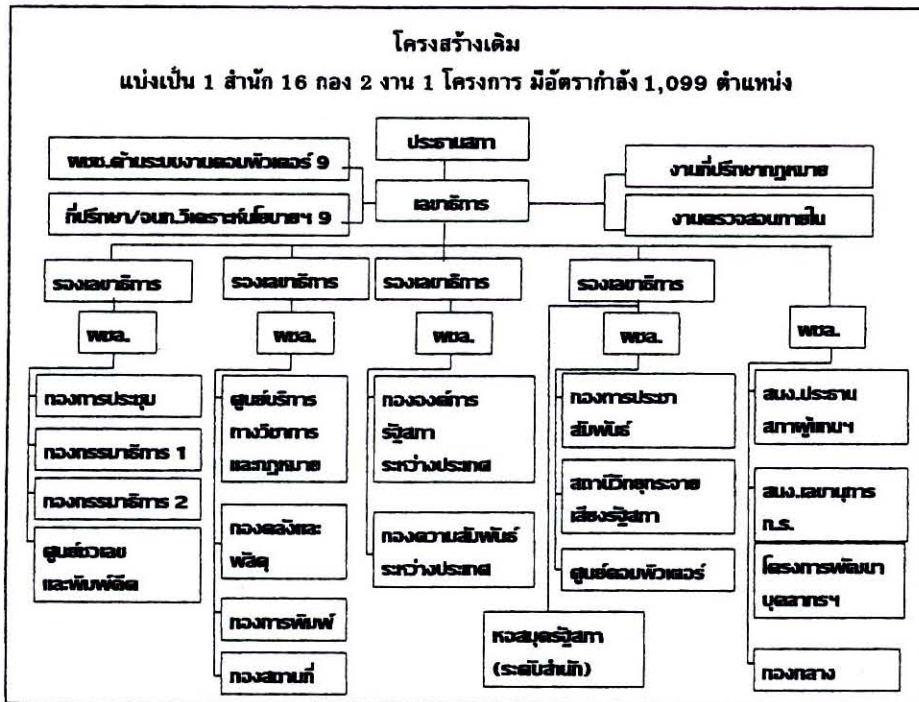 โครงสร้างเดิม
แบ่งเป็น 1 สำนัก 16 กอง 2 งาน 1 โครงการ มีอัตรากำลัง 1,099 ตำแหน่ง
ประธานสภา
ผชช.ด้านระบบงานคอมพิวเตอร์ 9
งานที่ปรึกษากฎหมาย
เลขาธิการ
ที่ปรึกษา/จนท.วิเคราะห์นโยบายฯ 9
งานตรวจสอบภายใน
รองเลขาธิการ
รองเลขาธิการ
รองเลขาธิการ
รองเลขาธิการ
ผชล.
ผชล.
ผชล.
ผชล.
ผชล.
กองการประชุม
กองกรรมาธิการ 1
กองกรรมาธิการ 2
ศูนย์ชวเลข
และพิมพ์ดีด
ศูนย์บริการ
ทางวิชาการ
และกฎหมาย
กองคลังและ
พัสดุ
กองการพิมพ์
กองสถานที่
กององค์การ
รัฐสภา
ระหว่างประเทศ
กองความสัมพันธ์
ระหว่างประเทศ
กองการประชา
สัมพันธ์
สถานีวิทยุกระจาย
เสียงรัฐสภา
ศูนย์คอมพิวเตอร์
หอสมุดรัฐสภา
(ระดับสำนัก)
สนง.ประธาน
สภาผู้แทนฯ
สนง.เลขานุการ
ก.ร.
โครงการพัฒนา
บุคลากรฯ
กองกลาง